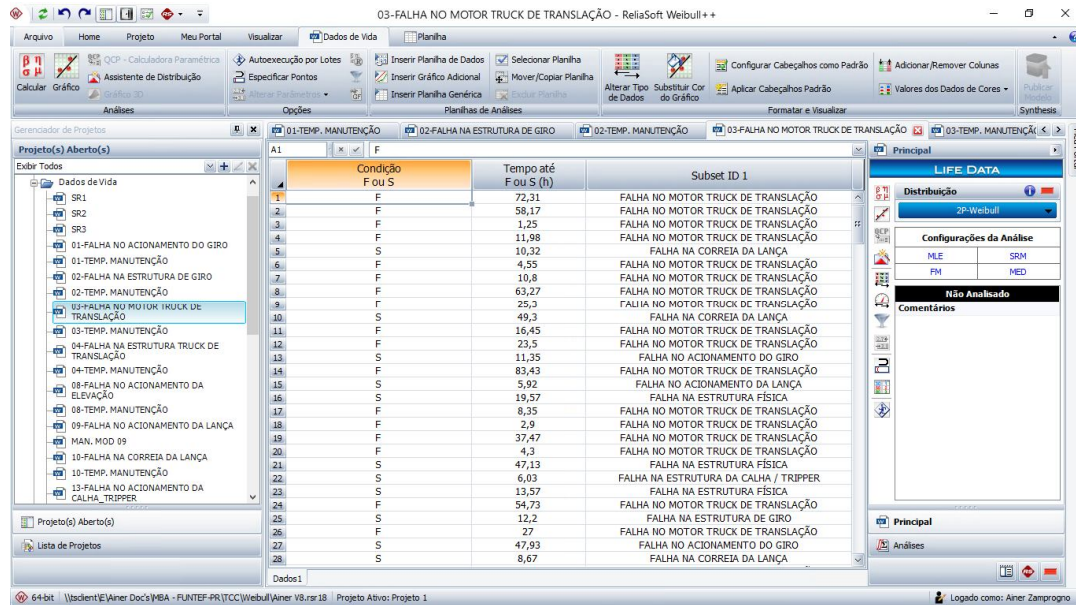 03-FALHA NO MOTOR TRUCK DE TRANSLAÇÃO - ReliaSoft Weibull++
Arquivo Home Projeto Meu Portal Visualizar Dados de Vida Planilha
β η σ μ
Calcular Gráfico
QCP - Calculadora Paramétrica
Assistente de Distribuição
Gráfico 3D
Análises
Autoexecução por Lotes
Especificar Pontos
Alterar Parâmetros
Opções
Inserir Planilha de Dados
Inserir Gráfico Adicional
Inserir Planilha Genérica
Selecionar Planilha
Mover/Copiar Planilha
Excluir Planilha
Planilhas de Análises
Alterar Tipo de Dados
Substituir Cor do Gráfico
Configurar Cabeçalhos como Padrão
Aplicar Cabeçalhos Padrão
Adicionar/Remover Colunas
Valores dos Dados de Cores
Formatar e Visualizar
Publicar Modelo
Synthesis
Gerenciador de Projetos
Projeto(s) Aberto(s)
Exibir Todos
Dados de Vida
SR1
SR2
SR3
01-FALHA NO ACIONAMENTO DO GIRO
01-TEMP. MANUTENÇÃO
02-FALHA NA ESTRUTURA DE GIRO
02-TEMP. MANUTENÇÃO
03-FALHA NO MOTOR TRUCK DE
TRANSLAÇÃO
03-TEMP. MANUTENÇÃO
04-FALHA NA ESTRUTURA TRUCK DE
TRANSLAÇÃO
04-TEMP. MANUTENÇÃO
08-FALHA NO ACIONAMENTO DA
ELEVAÇÃO
08-TEMP. MANUTENÇÃO
09-FALHA NO ACIONAMENTO DA LANÇA
MAN. MOD 09
10-FALHA NA CORREIA DA LANÇA
10-TEMP. MANUTENÇÃO
13-FALHA NO ACIONAMENTO DA
CALHA_TRIPPER
Projeto(s) Aberto(s)
Lista de Projetos
01-TEMP. MANUTENÇÃO 02-FALHA NA ESTRUTURA DE GIRO 02-TEMP. MANUTENÇÃO 03-FALHA NO MOTOR TRUCK DE TRANSLAÇÃO 03-TEMP. MANUTENÇÃ
A1 F
Condição F ou S Tempo até F ou S (h) Subset ID 1
1 F 72,31 FALHA NO MOTOR TRUCK DE TRANSLAÇÃO
2 F 58,17 FALHA NO MOTOR TRUCK DE TRANSLAÇÃO
3 F 1,25 FALHA NO MOTOR TRUCK DE TRANSLAÇÃO
4 F 11,98 FALHA NO MOTOR TRUCK DE TRANSLAÇÃO
5 S 10,32 FALHA NA CORREIA DA LANÇA
6 F 4,55 FALHA NO MOTOR TRUCK DE TRANSLAÇÃO
7 F 10,8 FALHA NO MOTOR TRUCK DE TRANSLAÇÃO
8 F 63,27 FALHA NO MOTOR TRUCK DE TRANSLAÇÃO
9 F 25,3 FALHA NO MOTOR TRUCK DE TRANSLAÇÃO
10 S 49,3 FALHA NA CORREIA DA LANÇA
11 F 16,45 FALHA NO MOTOR TRUCK DE TRANSLAÇÃO
12 F 23,5 FALHA NO MOTOR TRUCK DE TRANSLAÇÃO
13 S 11,35 FALHA NO ACIONAMENTO DO GIRO
14 F 83,43 FALHA NO MOTOR TRUCK DE TRANSLAÇÃO
15 S 5,92 FALHA NO ACIONAMENTO DA LANÇA
16 S 19,57 FALHA NA ESTRUTURA FÍSICA
17 F 8,35 FALHA NO MOTOR TRUCK DE TRANSLAÇÃO
18 F 2,9 FALHA NO MOTOR TRUCK DE TRANSLAÇÃO
19 F 37,47 FALHA NO MOTOR TRUCK DE TRANSLAÇÃO
20 F 4,3 FALHA NO MOTOR TRUCK DE TRANSLAÇÃO
21 S 47,13 FALHA NA ESTRUTURA FÍSICA
22 S 6,03 FALHA NA ESTRUTURA DA CALHA / TRIPPER
23 S 13,57 FALHA NA ESTRUTURA FÍSICA
24 F 54,73 FALHA NO MOTOR TRUCK DE TRANSLAÇÃO
25 S 12,2 FALHA NA ESTRUTURA DE GIRO
26 F 27 FALHA NO MOTOR TRUCK DE TRANSLAÇÃO
27 S 47,93 FALHA NO ACIONAMENTO DO GIRO
28 S 8,67 FALHA NA CORREIA DA LANÇA
Dados1
Principal
LIFE DATA
Distribuição
2P-Weibull
Configurações da Análise
MLE SRM
FM MED
Não Analisado
Comentários
Principal
Análises
64-bit \\tsclient\E\Ainer Doc's\MBA - FUNTEF-PR\TCC\Weibull\Ainer V8.rsr18 Projeto Ativo: Projeto 1
Logado como: Ainer Zamprogno